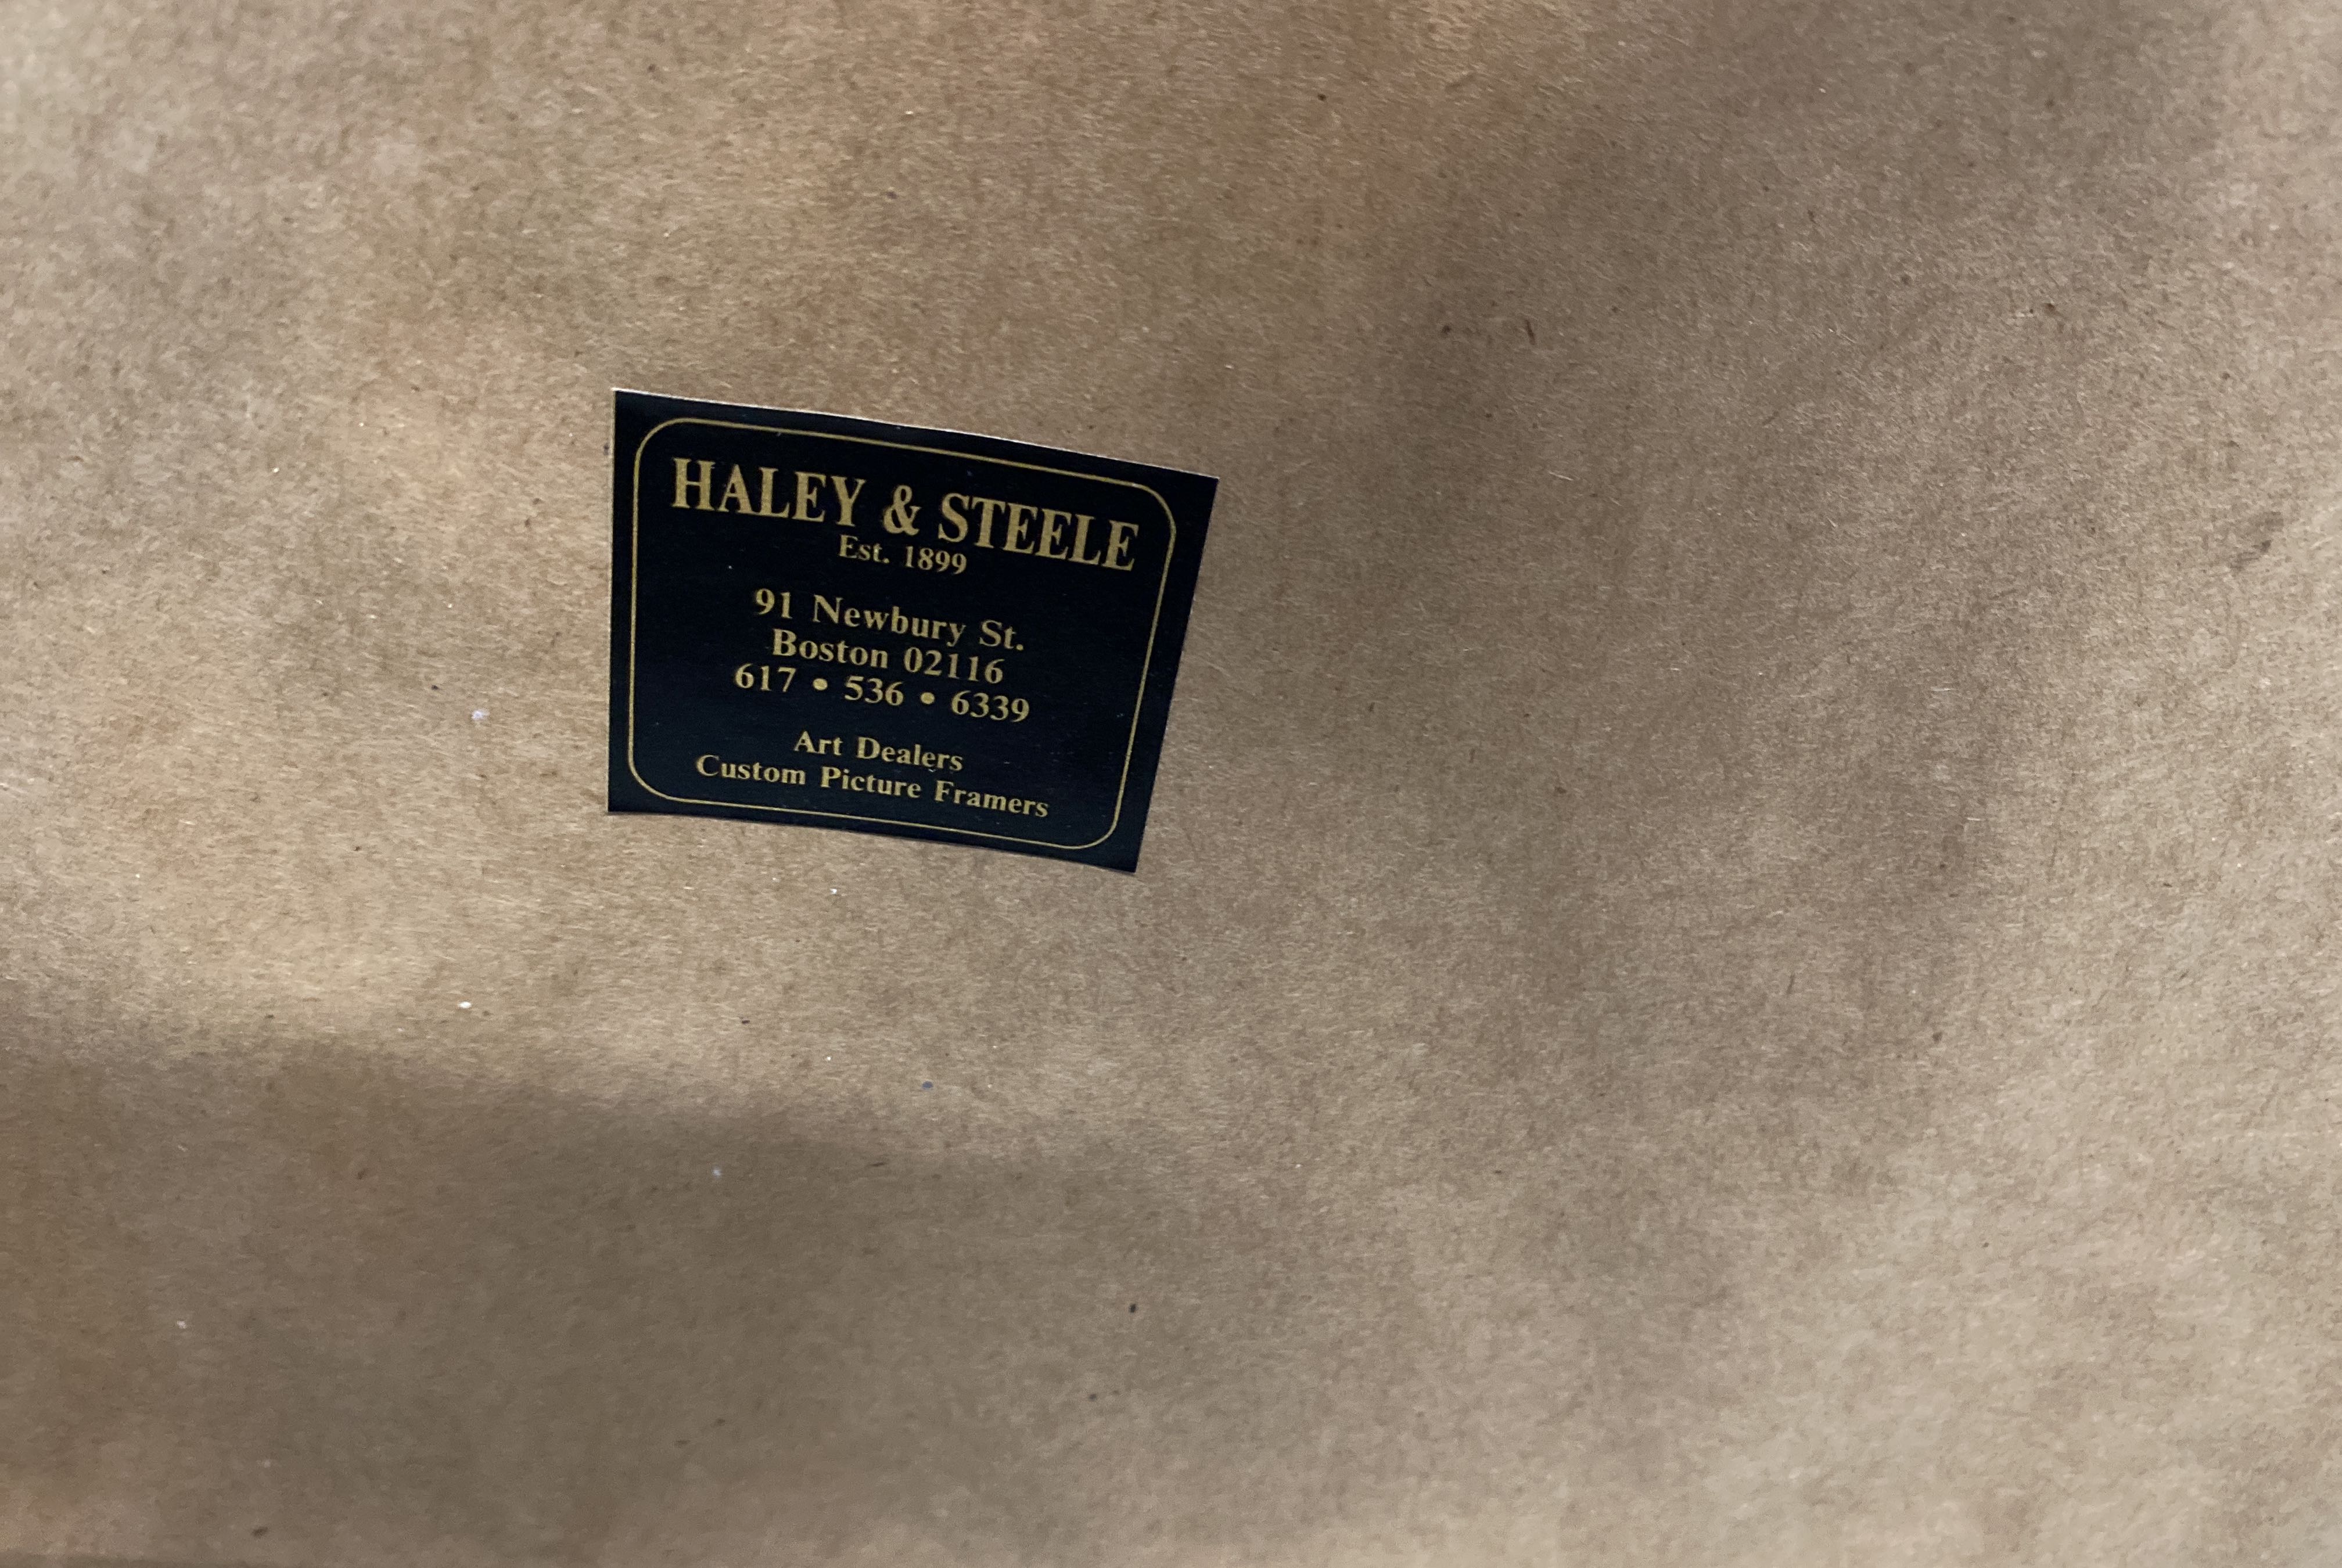 HALEY & STEELE
Est. 1899
91 Newbury St.
Boston 02116
617 • 536 • 6339
Art Dealers
Custom Picture Framers